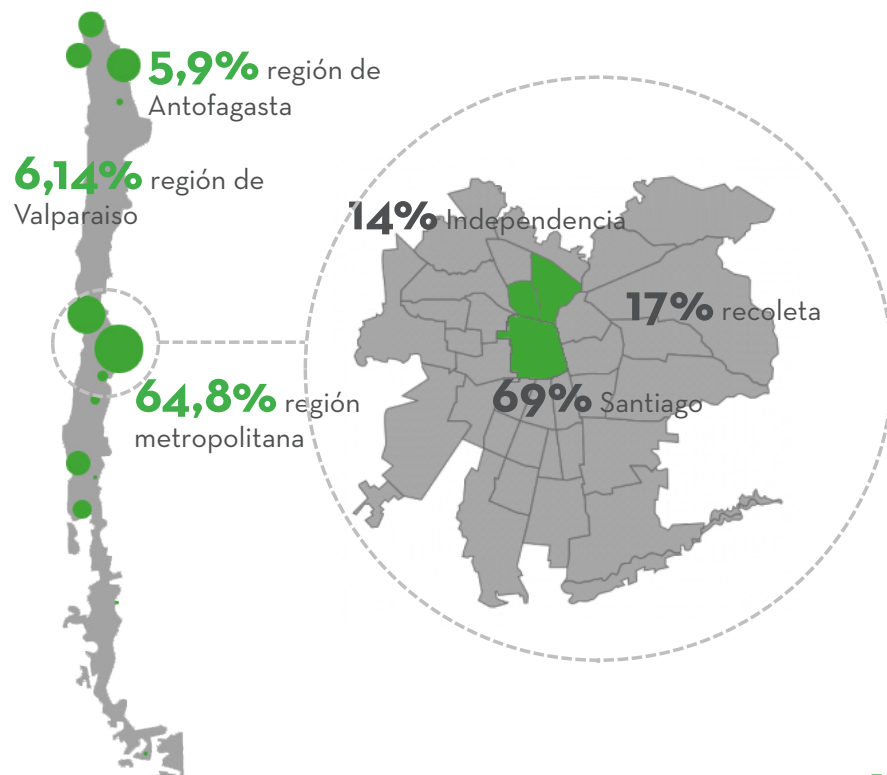 5,9% región de
Antofagasta
6,14% región de
Valparaiso
64,8% región
metropolitana
14% Independencia
17% recoleta
69% Santiago